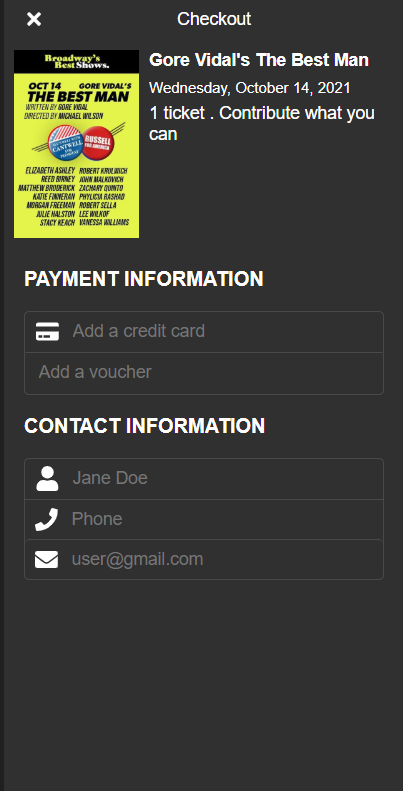 Checkout
Broadway's
Best Shows.
OCT 14 GORE VIDAL'S
THE BEST MAN
WRITTEN BY GORE VIDAL
DIRECTED BY MICHAEL WILSON
CANTWELL
RUSSELL
FOR AMERICA
ELIZABETH ASHLEY ROBERT KRULWICH
REED BIRNEY JOHN MALKOVICH
MATTHEW BRODERICK ZACHARY QUINTO
KATIE FINNERAN PHYLICIA RASHAD
MORGAN FREEMAN ROBERT SELLA
JULIE HALSTON LEE WILKOF
STACY KEACH VANESSA WILLIAMS
Gore Vidal's The Best Man
Wednesday, October 14, 2021
1 ticket . Contribute what you
can
PAYMENT INFORMATION
Add a credit card
Add a voucher
CONTACT INFORMATION
Jane Doe
Phone
user@gmail.com